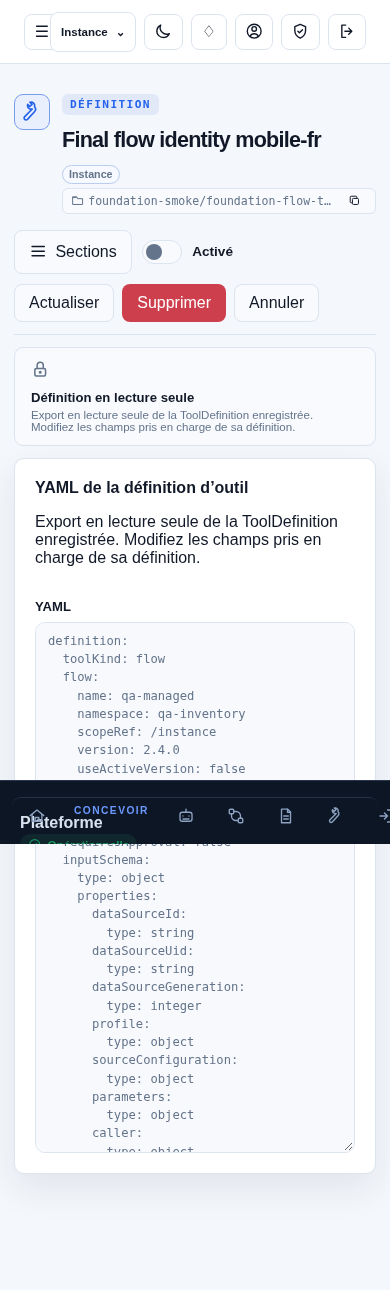 Instance
DÉFINITION
Final flow identity mobile-fr
Instance
foundation-smoke/foundation-flow-t…
Sections
Activé
Actualiser
Supprimer
Annuler
Définition en lecture seule
Export en lecture seule de la ToolDefinition enregistrée.
Modifiez les champs pris en charge de sa définition.
YAML de la définition d’outil
Export en lecture seule de la ToolDefinition
enregistrée. Modifiez les champs pris en
charge de sa définition.
YAML
definition:
toolKind: flow
flow:
name: qa-managed
namespace: qa-inventory
scopeRef: /instance
version: 2.4.0
useActiveVersion: false
CONCEVOIR
Plateforme
inputSchema:
type: object
properties:
dataSourceId:
type: string
dataSourceUid:
type: string
dataSourceGeneration:
type: integer
profile:
type: object
sourceConfiguration:
type: object
parameters:
type: object
caller:
type: object